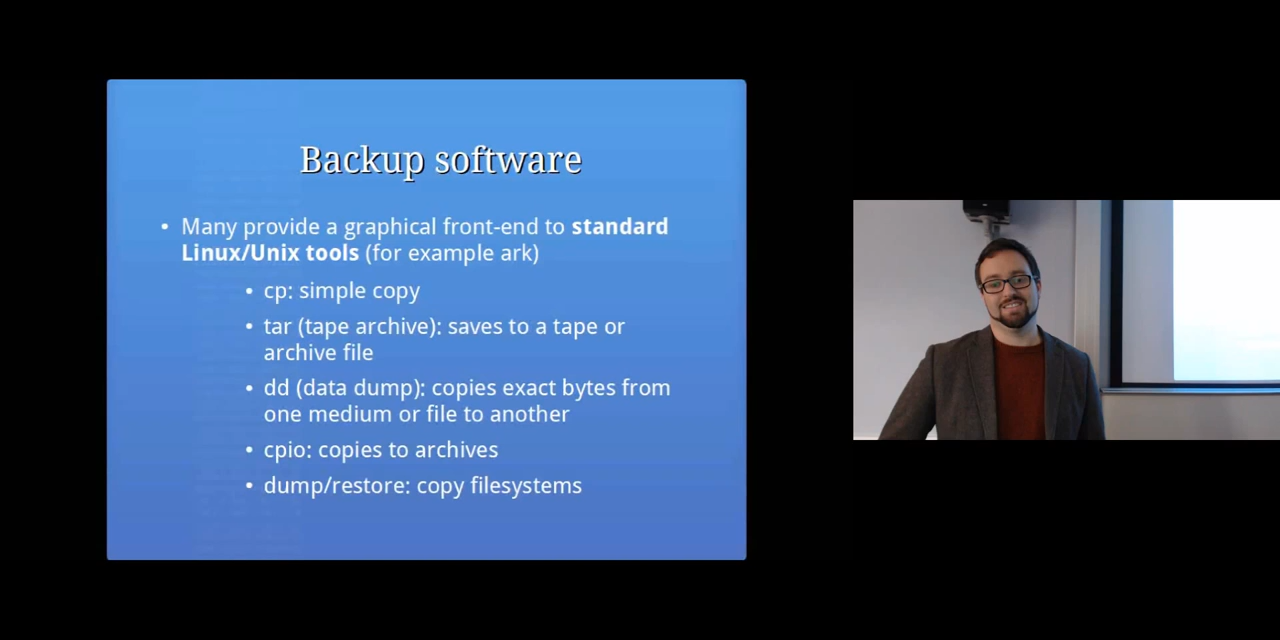 Backup software
• Many provide a graphical front-end to standard
Linux/Unix tools (for example ark)
• cp: simple copy
• tar (tape archive): saves to a tape or
archive file
• dd (data dump): copies exact bytes from
one medium or file to another
• cpio: copies to archives
• dump/restore: copy filesystems